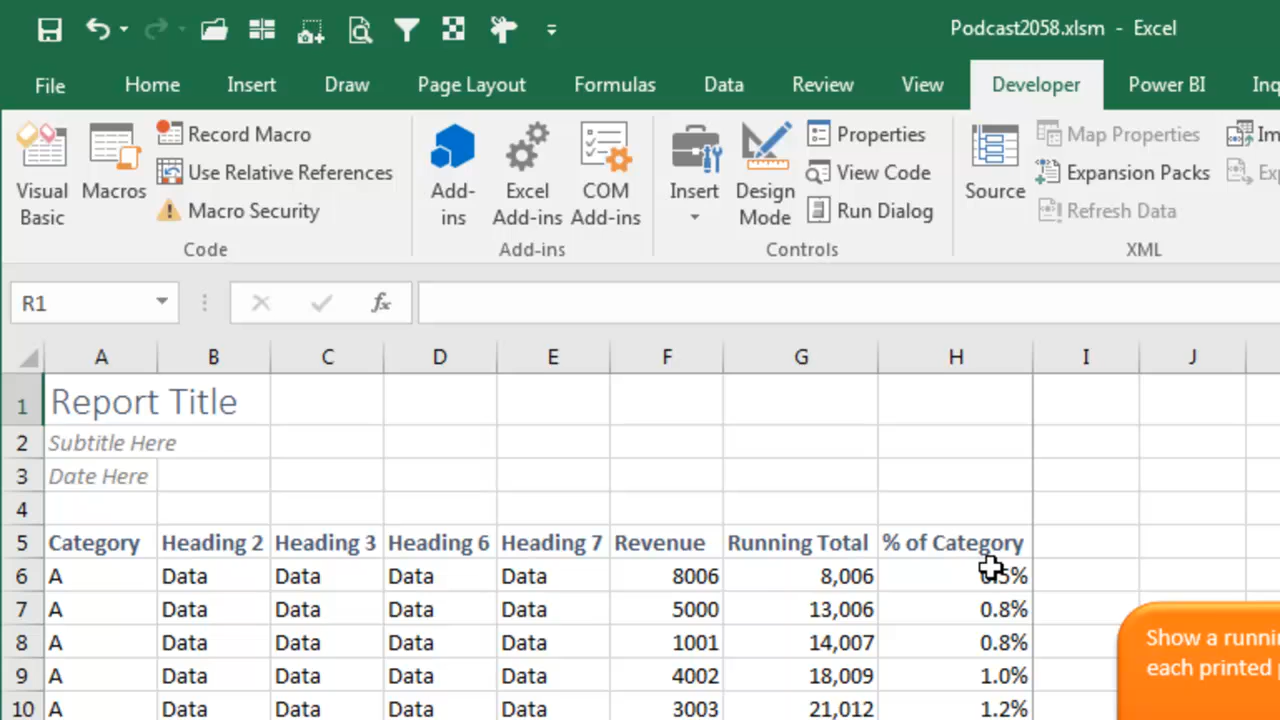 Podcast2058.xlsm - Excel
File Home Insert Draw Page Layout Formulas Data Review View Developer Power BI
Record Macro
Use Relative References
Macro Security
Visual Basic
Macros
Code
Add-ins
Excel Add-ins
COM Add-ins
Add-ins
Insert
Design Mode
Properties
View Code
Run Dialog
Controls
Source
Map Properties
Expansion Packs
Refresh Data
XML
R1 fx
A B C D E F G H I J
1 Report Title
2 Subtitle Here
3 Date Here
4
5 Category Heading 2 Heading 3 Heading 6 Heading 7 Revenue Running Total % of Category
6 A Data Data Data Data 8006 8,006
7 A Data Data Data Data 5000 13,006 0.8%
8 A Data Data Data Data 1001 14,007 0.8%
9 A Data Data Data Data 4002 18,009 1.0%
10 A Data Data Data Data 3003 21,012 1.2%
Show a
each printed